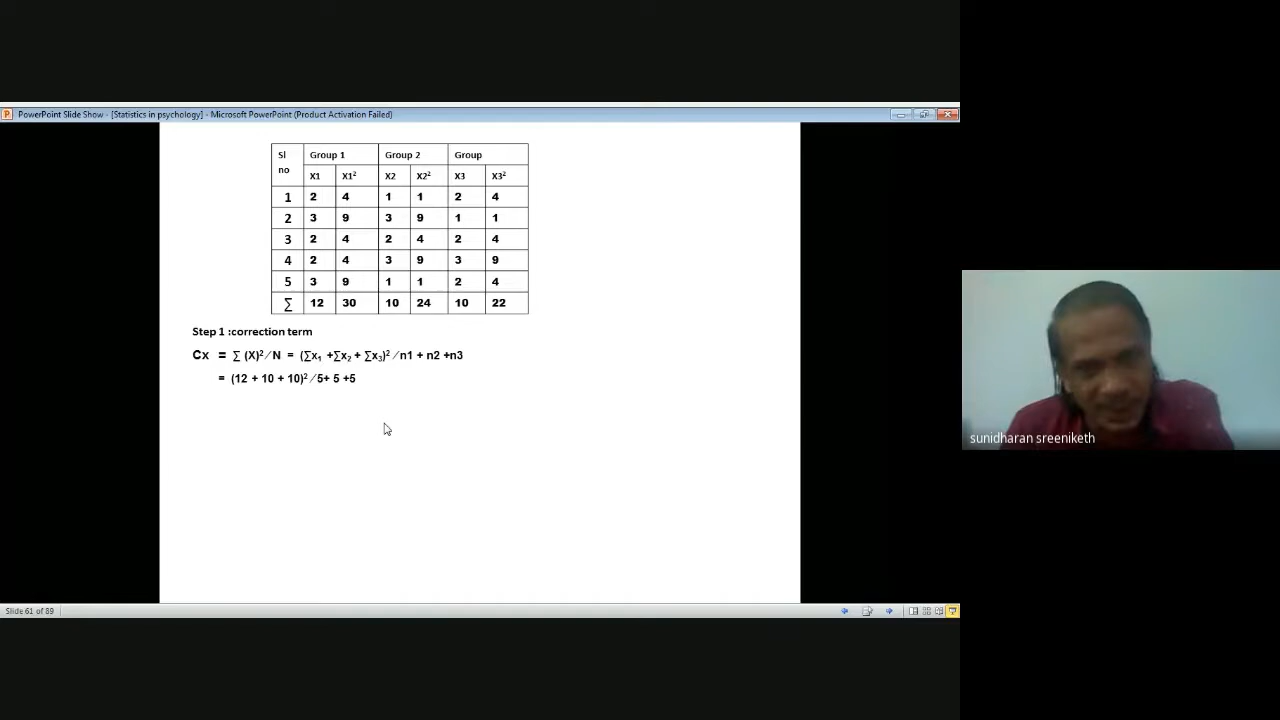 PowerPoint Slide Show - [Statistics in psychology] - Microsoft PowerPoint (Product Activation Failed)
Sl no Group 1 Group 2 Group
X1 X1² X2 X2² X3 X3²
1 2 4 1 1 2 4
2 3 9 3 9 1 1
3 2 4 2 4 2 4
4 2 4 3 9 3 9
5 3 9 1 1 2 4
∑ 12 30 10 24 10 22
Step 1 :correction term
Cx = ∑ (X)² ∕ N = (∑x₁ +∑x₂ + ∑x₃)² ∕ n1 + n2 +n3
= (12 + 10 + 10)² ∕ 5+ 5 +5
sunidharan sreeniketh
Slide 61 of 89